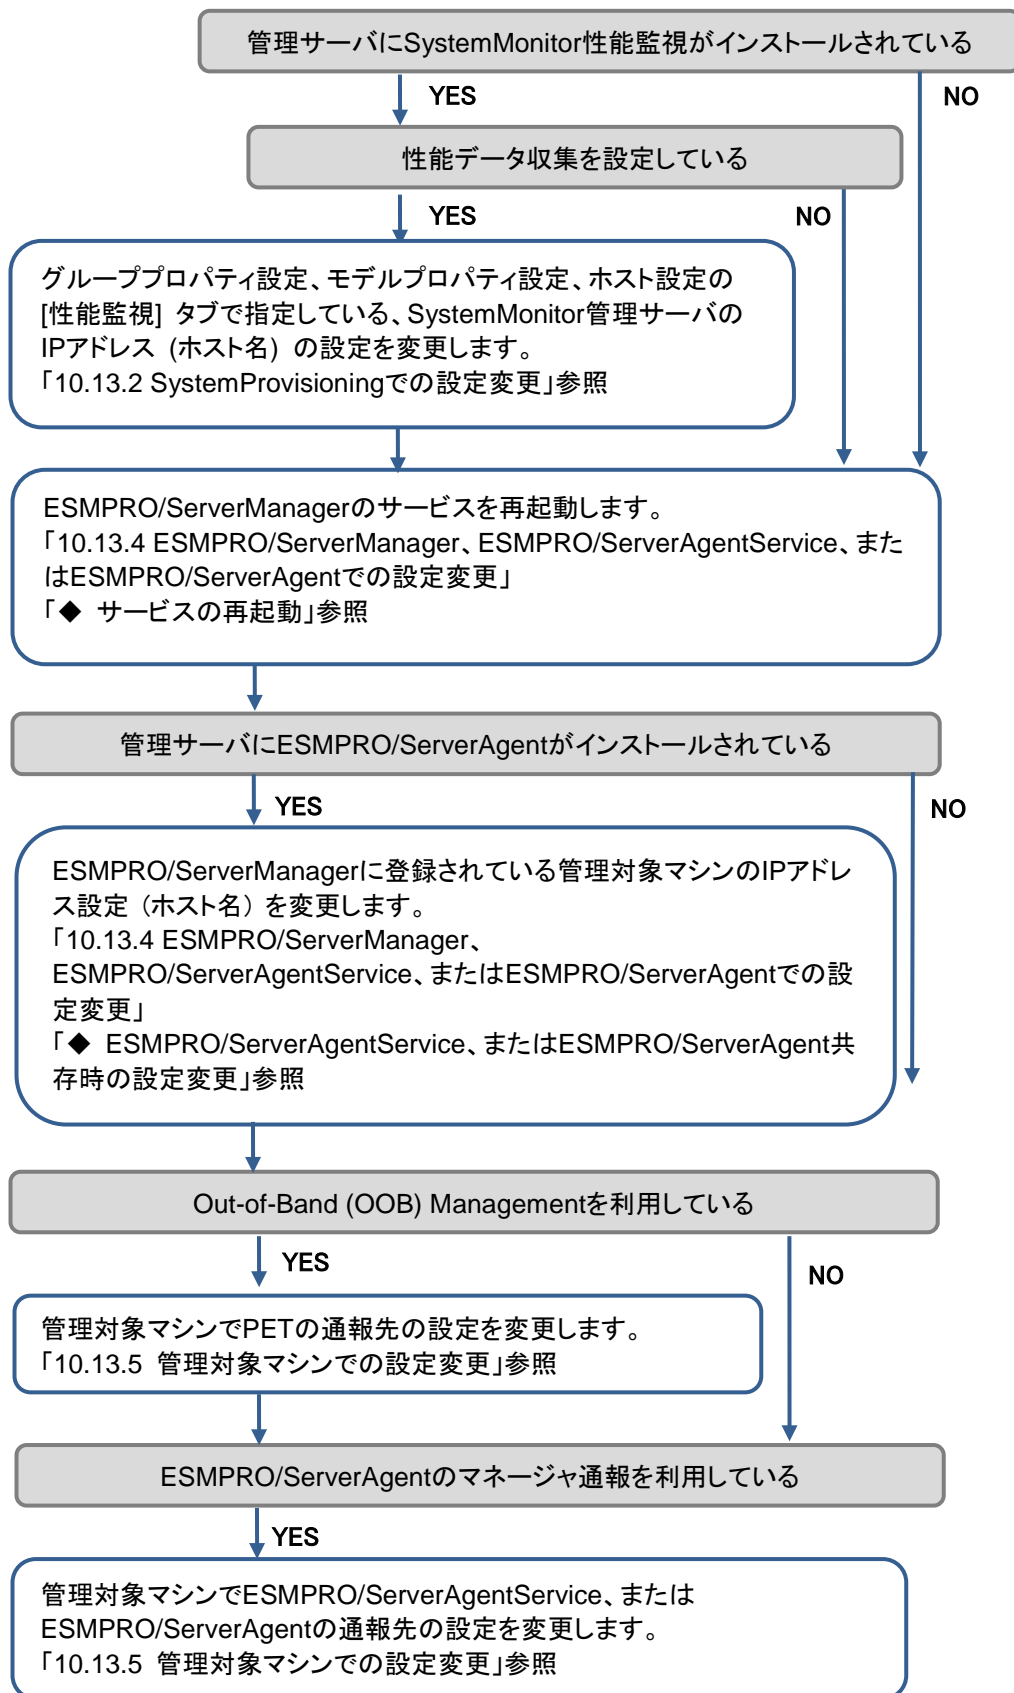 管理サーバにSystemMonitor性能監視がインストールされている
YES
NO
性能データ収集を設定している
YES
NO
グループプロパティ設定、モデルプロパティ設定、ホスト設定の
[性能監視] タブで指定している、SystemMonitor管理サーバの
IPアドレス (ホスト名) の設定を変更します。
「10.13.2 SystemProvisioningでの設定変更」参照
ESMPRO/ServerManagerのサービスを再起動します。
「10.13.4 ESMPRO/ServerManager、ESMPRO/ServerAgentService、また
はESMPRO/ServerAgentでの設定変更」
「◆ サービスの再起動」参照
管理サーバにESMPRO/ServerAgentがインストールされている
YES
NO
ESMPRO/ServerManagerに登録されている管理対象マシンのIPアドレ
ス設定（ホスト名）を変更します。
「10.13.4 ESMPRO/ServerManager、
ESMPRO/ServerAgentService、またはESMPRO/ServerAgentでの設
定変更」
「◆ ESMPRO/ServerAgentService、またはESMPRO/ServerAgent共
存時の設定変更」参照
Out-of-Band (OOB) Managementを利用している
YES
NO
管理対象マシンでPETの通報先の設定を変更します。
「10.13.5 管理対象マシンでの設定変更」参照
ESMPRO/ServerAgentのマネージャ通報を利用している
YES
管理対象マシンでESMPRO/ServerAgentService、または
ESMPRO/ServerAgentの通報先の設定を変更します。
「10.13.5 管理対象マシンでの設定変更」参照